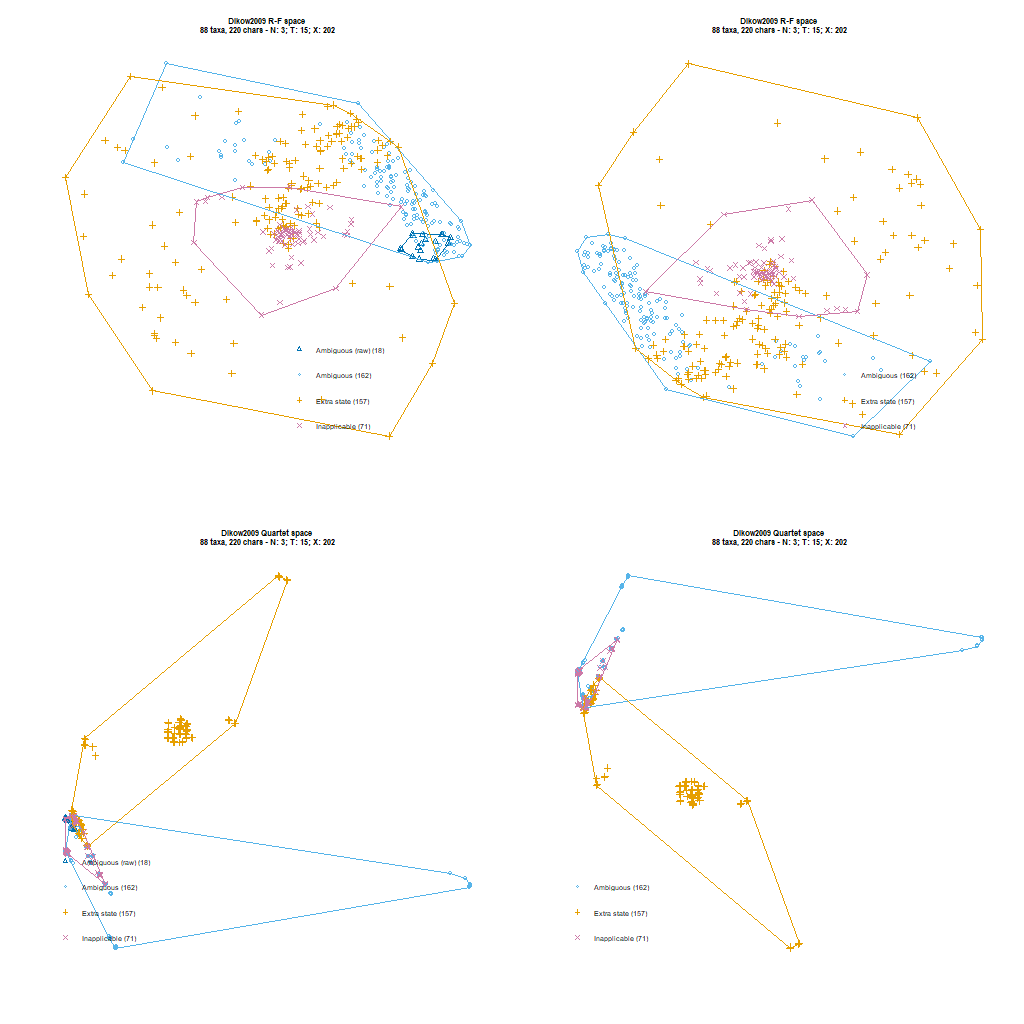 Dikow2009 R-F space
88 taxa, 220 chars - N: 3; T: 15; X: 202
Ambiguous (raw) (18)
Ambiguous (162)
Extra state (157)
Inapplicable (71)
Dikow2009 R-F space
88 taxa, 220 chars - N: 3; T: 15; X: 202
Ambiguous (162)
Extra state (157)
Inapplicable (71)
Dikow2009 Quartet space
88 taxa, 220 chars - N: 3; T: 15; X: 202
Ambiguous (raw) (18)
Ambiguous (162)
Extra state (157)
Inapplicable (71)
Dikow2009 Quartet space
88 taxa, 220 chars - N: 3; T: 15; X: 202
Ambiguous (162)
Extra state (157)
Inapplicable (71)